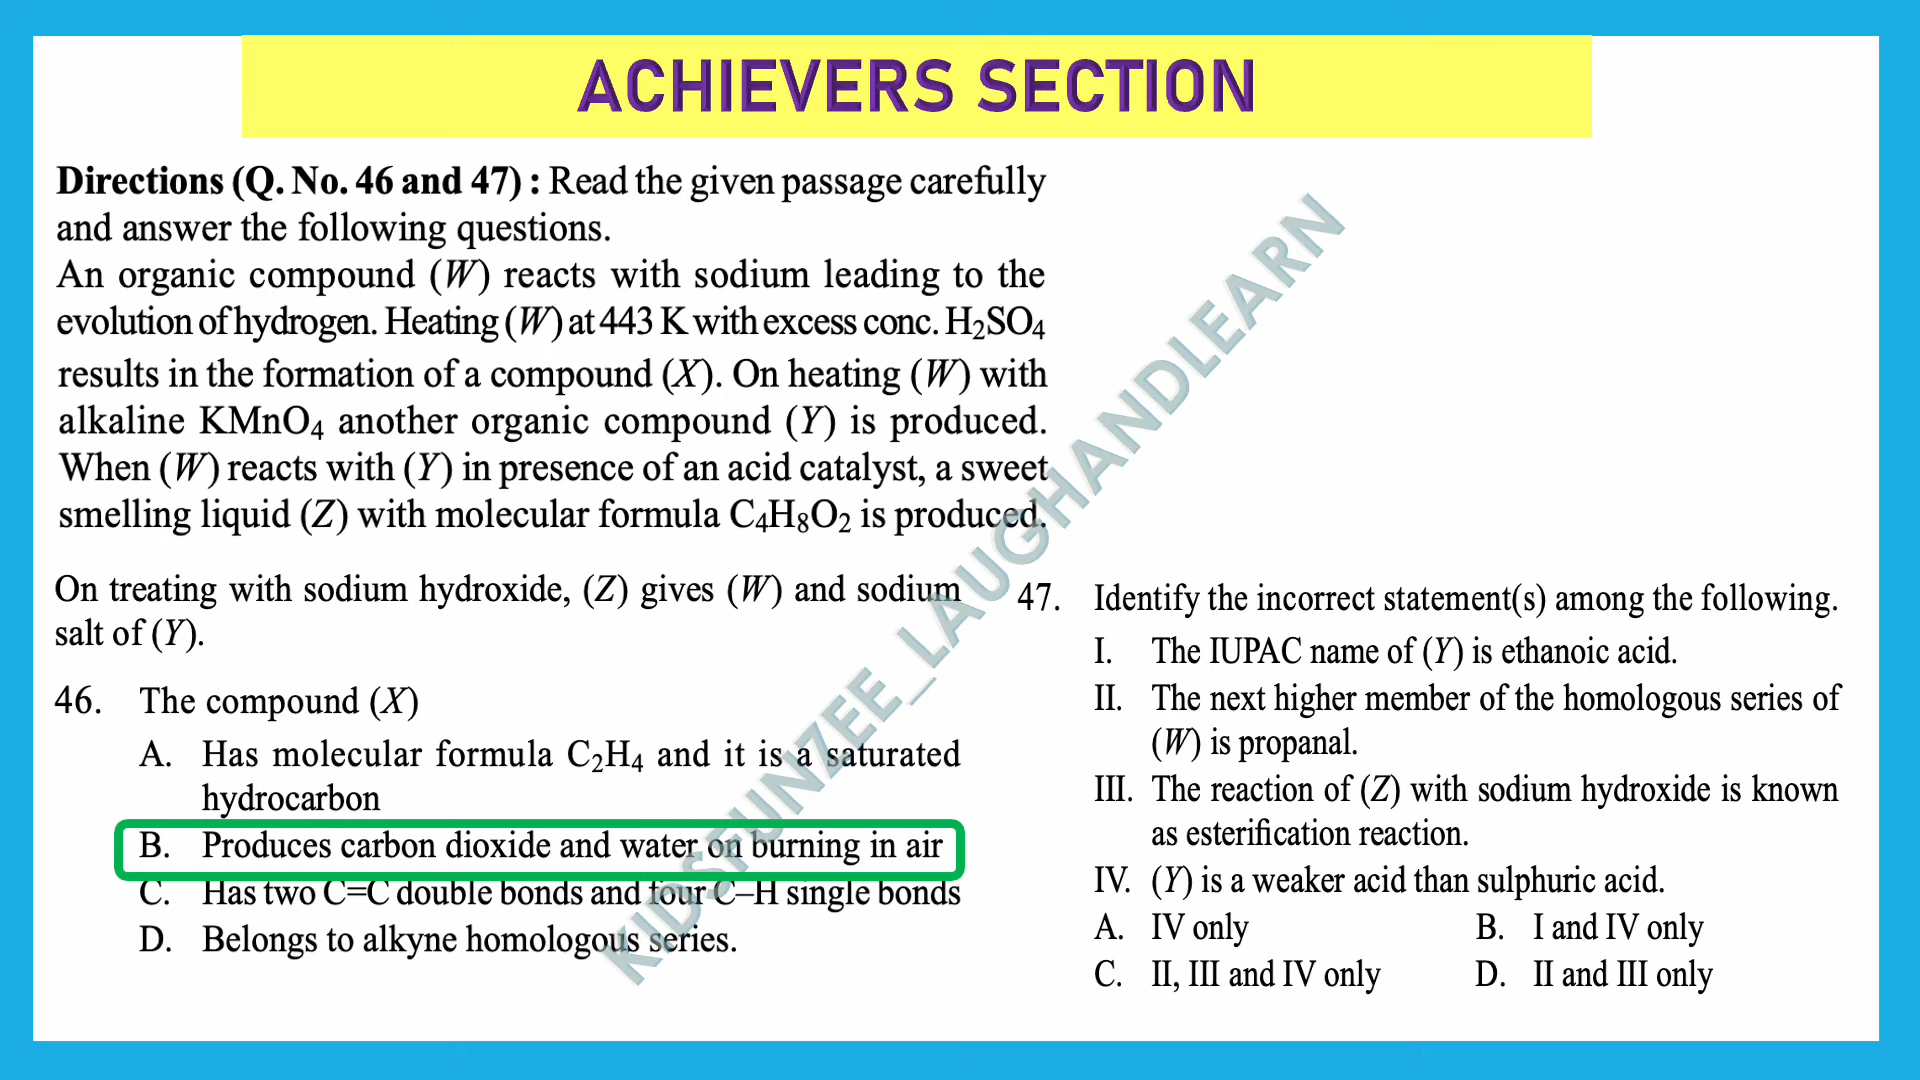 ACHIEVERS SECTION
Directions (Q. No. 46 and 47) : Read the given passage carefully
and answer the following questions.
An organic compound (W) reacts with sodium leading to the
evolution of hydrogen. Heating (W) at 443 K with excess conc. H₂SO₄
results in the formation of a compound (X). On heating (W) with
alkaline KMnO₄ another organic compound (Y) is produced.
When (W) reacts with (Y) in presence of an acid catalyst, a sweet
smelling liquid (Z) with molecular formula C₄H₈O₂ is produced.
On treating with sodium hydroxide, (Z) gives (W) and sodium
salt of (Y).
46. The compound (X)
A. Has molecular formula C₂H₄ and it is a saturated
hydrocarbon
B. Produces carbon dioxide and water on burning in air
C. Has two C=C double bonds and four C–H single bonds
D. Belongs to alkyne homologous series.
47. Identify the incorrect statement(s) among the following.
I. The IUPAC name of (Y) is ethanoic acid.
II. The next higher member of the homologous series of
(W) is propanal.
III. The reaction of (Z) with sodium hydroxide is known
as esterification reaction.
IV. (Y) is a weaker acid than sulphuric acid.
A. IV only B. I and IV only
C. II, III and IV only D. II and III only
KIDSFUNZEE_LAUGHANDLEARN